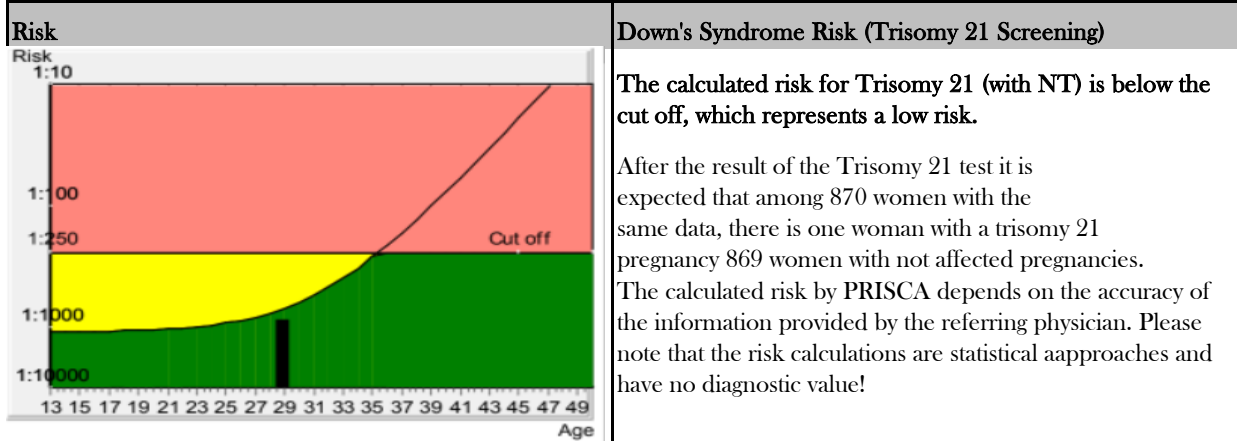 Risk
Down's Syndrome Risk (Trisomy 21 Screening)
Risk
1:10
1:100
1:250
Cut off
1:1000
1:10000
13 15 17 19 21 23 25 27 29 31 33 35 37 39 41 43 45 47 49
Age
The calculated risk for Trisomy 21 (with NT) is below the
cut off, which represents a low risk.
After the result of the Trisomy 21 test it is
expected that among 870 women with the
same data, there is one woman with a trisomy 21
pregnancy 869 women with not affected pregnancies.
The calculated risk by PRISCA depends on the accuracy of
the information provided by the referring physician. Please
note that the risk calculations are statistical aapproaches and
have no diagnostic value!